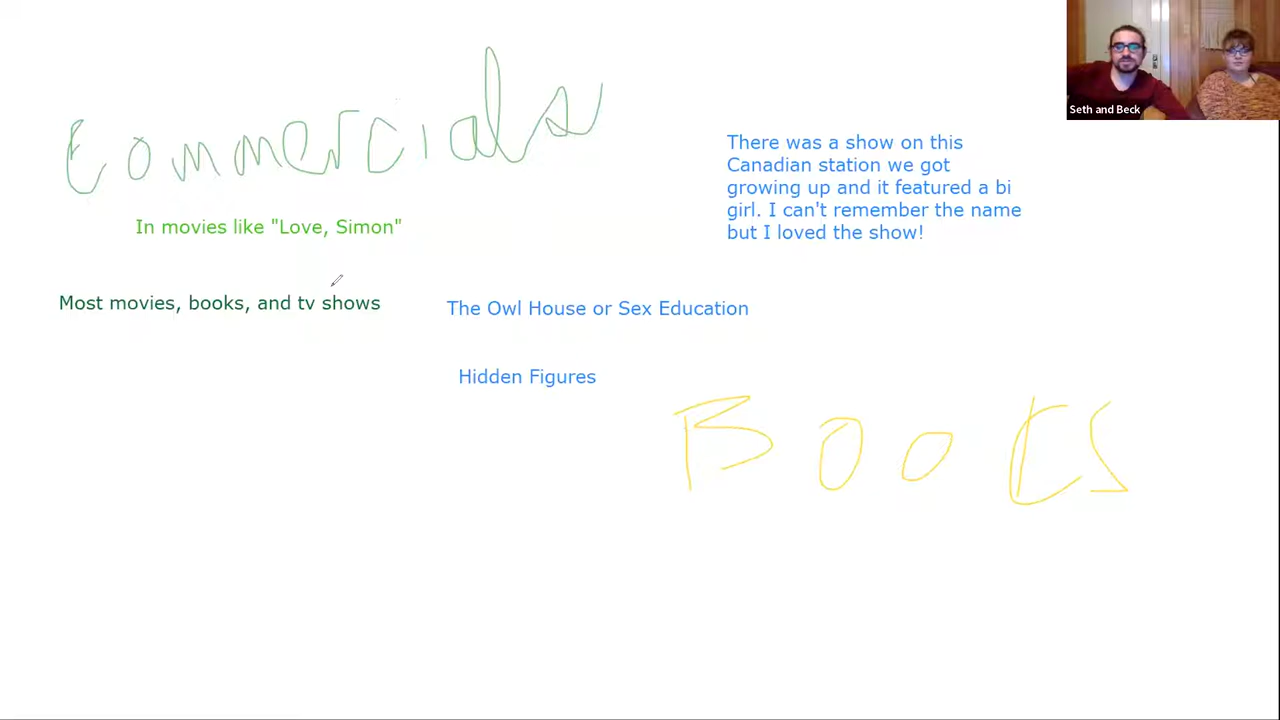 Commercials
In movies like "Love, Simon"
Most movies, books, and tv shows
There was a show on this
Canadian station we got
growing up and it featured a bi
girl. I can't remember the name
but I loved the show!
The Owl House or Sex Education
Hidden Figures
Books
Seth and Beck